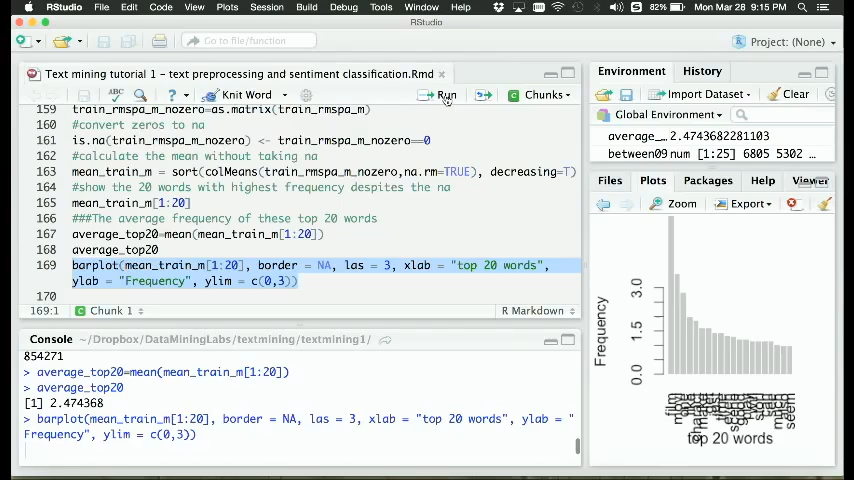 RStudio File Edit Code View Plots Session Build Debug Tools Window Help 82% Mon Mar 28 9:15 PM
RStudio
Go to file/function
Project: (None)
Text mining tutorial 1 - text preprocessing and sentiment classification.Rmd
ABC Knit Word Run Chunks
159 train_rmspa_m_nozero=as.matrix(train_rmspa_m)
160 #convert zeros to na
161 is.na(train_rmspa_m_nozero) <- train_rmspa_m_nozero==0
162 #calculate the mean without taking na
163 mean_train_m = sort(colMeans(train_rmspa_m_nozero,na.rm=TRUE), decreasing=T)
164 #show the 20 words with highest frequency despites the na
165 mean_train_m[1:20]
166 ###The average frequency of these top 20 words
167 average_top20=mean(mean_train_m[1:20])
168 average_top20
169 barplot(mean_train_m[1:20], border = NA, las = 3, xlab = "top 20 words",
ylab = "Frequency", ylim = c(0,3))
170
169:1 Chunk 1 R Markdown
Console ~/Dropbox/DataMiningLabs/textmining/textmining1/
854271
> average_top20=mean(mean_train_m[1:20])
> average_top20
[1] 2.474368
> barplot(mean_train_m[1:20], border = NA, las = 3, xlab = "top 20 words", ylab = "
Frequency", ylim = c(0,3))
Environment History
Import Dataset Clear
Global Environment
average_… 2.4743682281103
between09 num [1:25] 6805 5302 ...
Files Plots Packages Help Viewer
Zoom Export
Frequency
3.0
1.5
0.0
film
seem
top 20 words